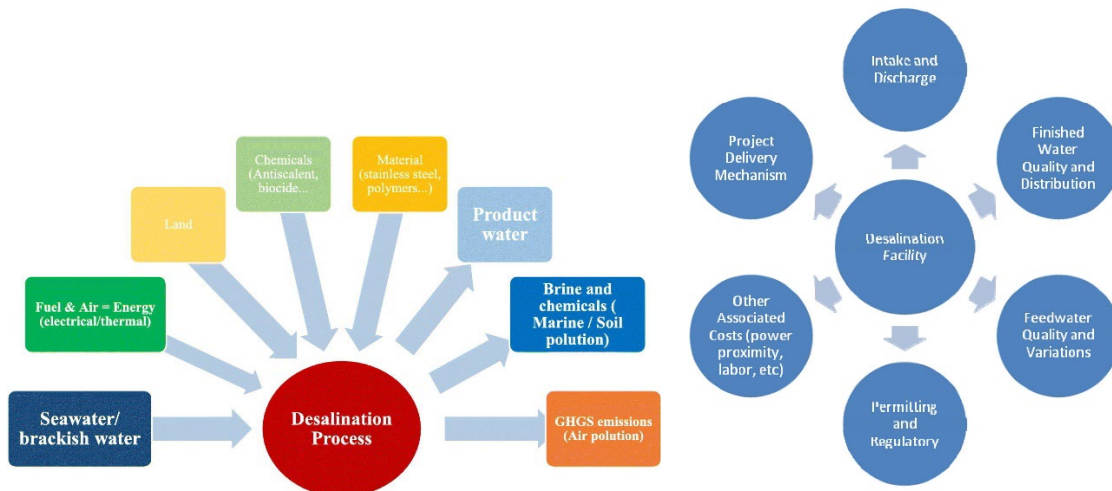 Chemicals
(Antiscalent,
biocide...
Material
(stainless steel,
polymers...)
Land
Product
water
Fuel & Air = Energy
(electrical/thermal)
Brine and
chemicals (
Marine / Soil
polution)
Seawater/
brackish water
Desalination
Process
GHGS emissions
(Air polution)
Intake and
Discharge
Project
Delivery
Mechanism
Finished
Water
Quality and
Distribution
Desalination
Facility
Other
Associated
Costs (power
proximity,
labor, etc)
Feedwater
Quality and
Variations
Permitting
and
Regulatory